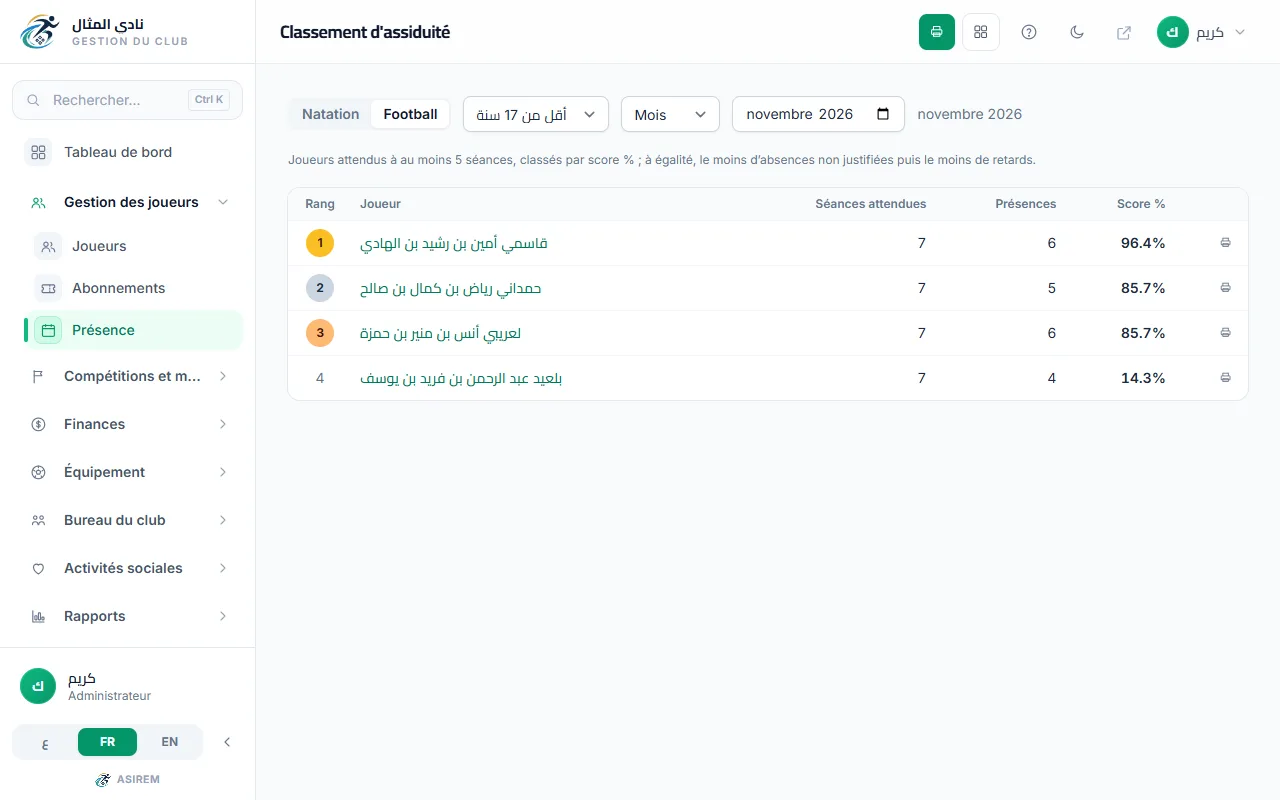 نادي المثال
GESTION DU CLUB
Rechercher...
Ctrl K
Tableau de bord
Gestion des joueurs
Joueurs
Abonnements
Présence
Compétitions et m...
Finances
Équipement
Bureau du club
Activités sociales
Rapports
ك
كريم
Administrateur
ع
FR
EN
ASIREM
Classement d'assiduité
ك
كريم
Natation
Football
أقل من 17 سنة
Mois
novembre 2026
novembre 2026
Joueurs attendus à au moins 5 séances, classés par score % ; à égalité, le moins d'absences non justifiées puis le moins de retards.
Rang Joueur Séances attendues Présences Score %
1 قاسمي أمين بن رشيد بن الهادي 7 6 96.4%
2 حمداني رياض بن كمال بن صالح 7 5 85.7%
3 لعريبي أنس بن منير بن حمزة 7 6 85.7%
4 بلعيد عبد الرحمن بن فريد بن يوسف 7 4 14.3%